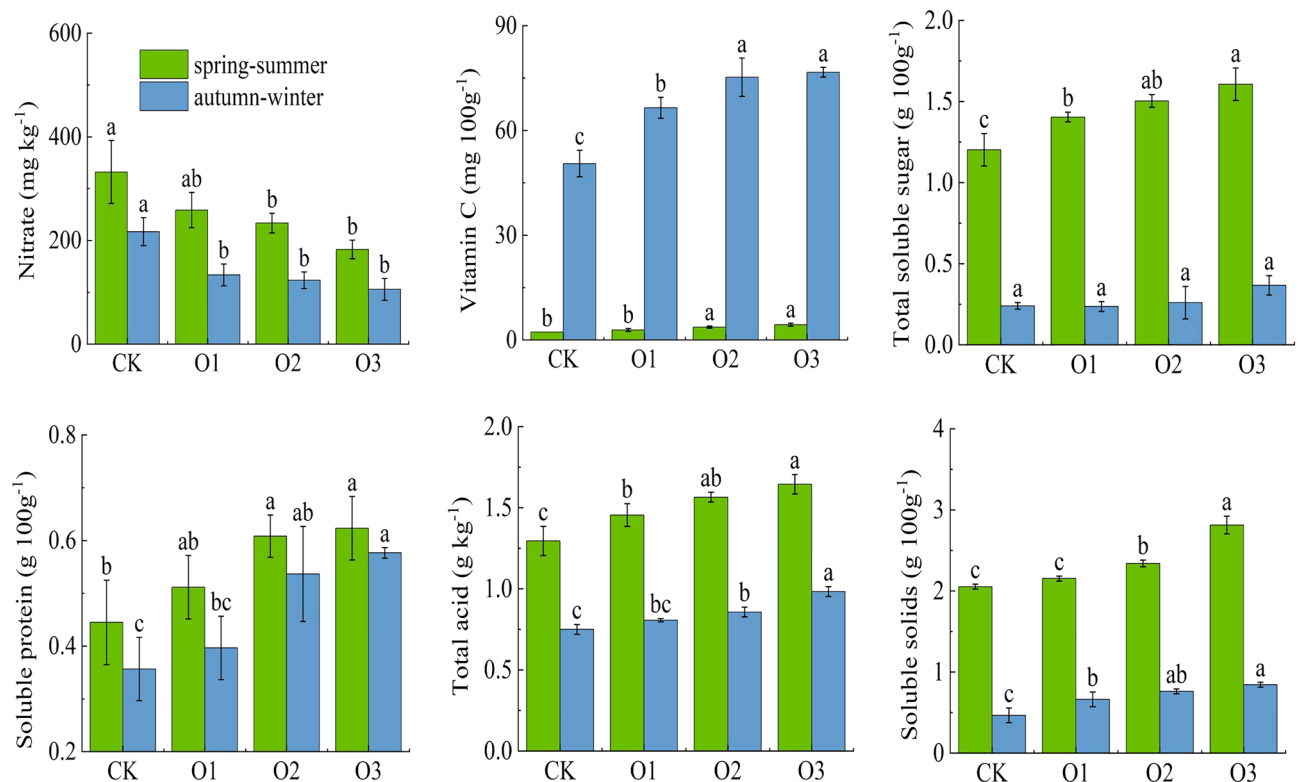 Nitrate (mg kg⁻¹)
600
400
200
0
spring-summer
autumn-winter
a
a
ab
b
b
b
b
b
CK
O1
O2
O3
Vitamin C (mg 100g⁻¹)
90
60
30
0
b
c
b
b
a
a
a
a
CK
O1
O2
O3
Total soluble sugar (g 100g⁻¹)
2.0
1.5
1.0
0.5
0.0
c
a
b
a
ab
a
a
a
CK
O1
O2
O3
Soluble protein (g 100g⁻¹)
0.8
0.6
0.4
0.2
b
c
ab
bc
a
ab
a
a
CK
O1
O2
O3
Total acid (g kg⁻¹)
2.0
1.5
1.0
0.5
0.0
c
c
b
bc
ab
b
a
a
CK
O1
O2
O3
Soluble solids (g 100g⁻¹)
4
3
2
1
0
c
c
c
b
b
ab
a
a
CK
O1
O2
O3